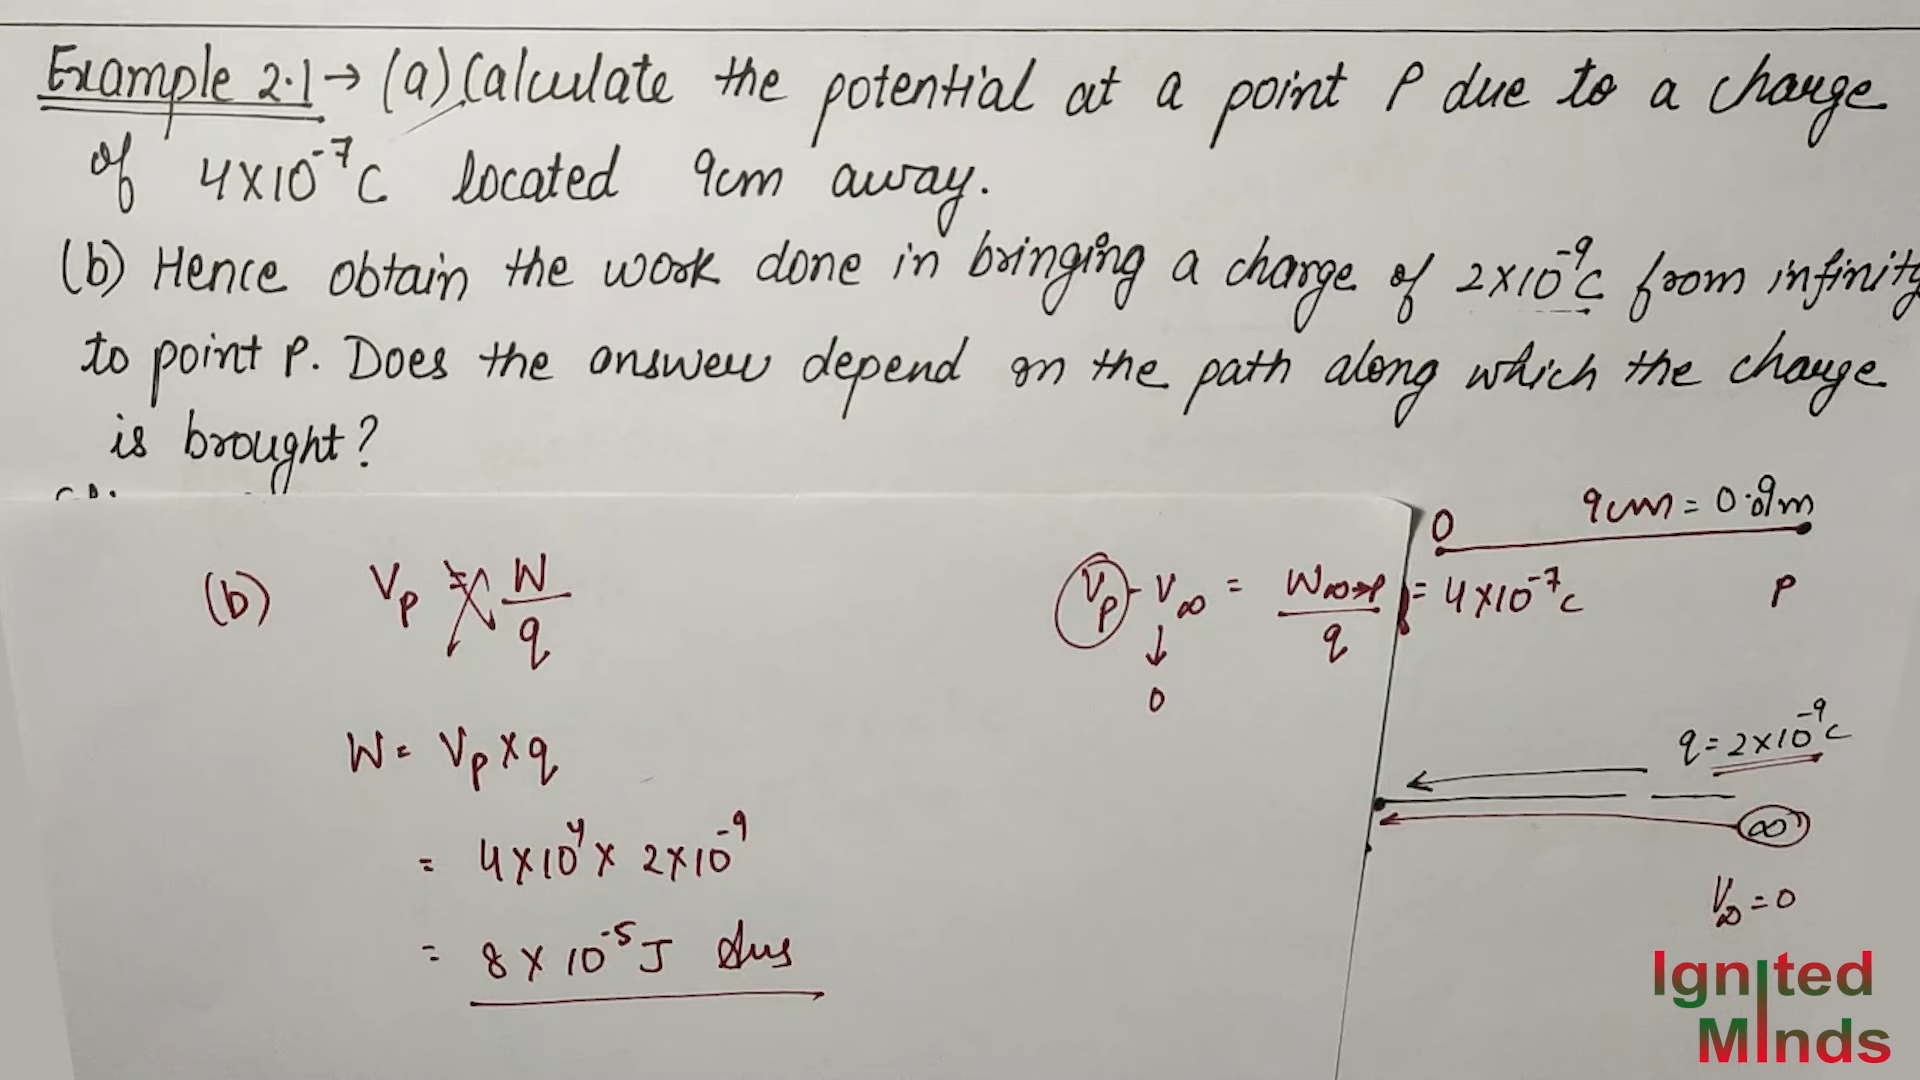 Example 2.1 → (a) Calculate the potential at a point P due to a charge
of 4×10⁻⁷C located 9cm away.
(b) Hence obtain the work done in bringing a charge of 2×10⁻⁹C from infinity
to point P. Does the answer depend on the path along which the charge
is brought?
O 9cm = 0.09m
= 4×10⁻⁷C P
(b) Vp = W/q
Vp - V∞ = W∞→P/q
↓
0
W = Vp × q
= 4×10⁴ × 2×10⁻⁹
= 8×10⁻⁵ J Ans
q = 2×10⁻⁹C
∞
V∞ = 0
Ignited
Minds